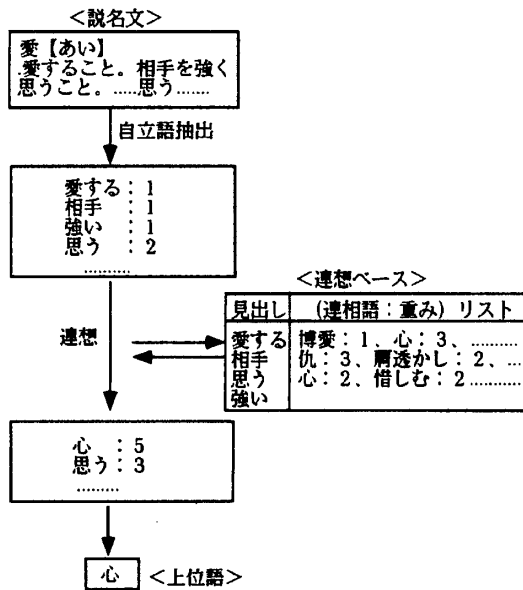 ＜説名文＞
愛【あい】
.愛すること。相手を強く
思うこと。.....思う.......
自立語抽出
愛する：1
相手：1
強い：1
思う：2
..........
＜連想ベース＞
見出し （連相語：重み）リスト
愛する 博愛：1、心：3、..........
相手 仇：3、肩透かし：2、...
思う 心：2、惜しむ：2...........
強い
連想
心：5
思う：3
.........
心 ＜上位語＞